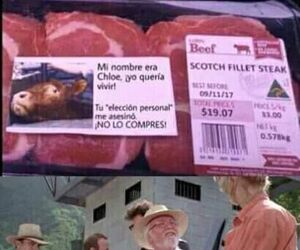 Mi nombre era
Chloe, ¡yo quería
vivir!
Tu "elección personal"
me asesinó.
¡NO LO COMPRES!
Beef
SCOTCH FILLET STEAK
BEST BEFORE
09/11/17
TOTAL PRICE $
$19.07
PRICE $/kg
33.00
NET kg
0.578kg